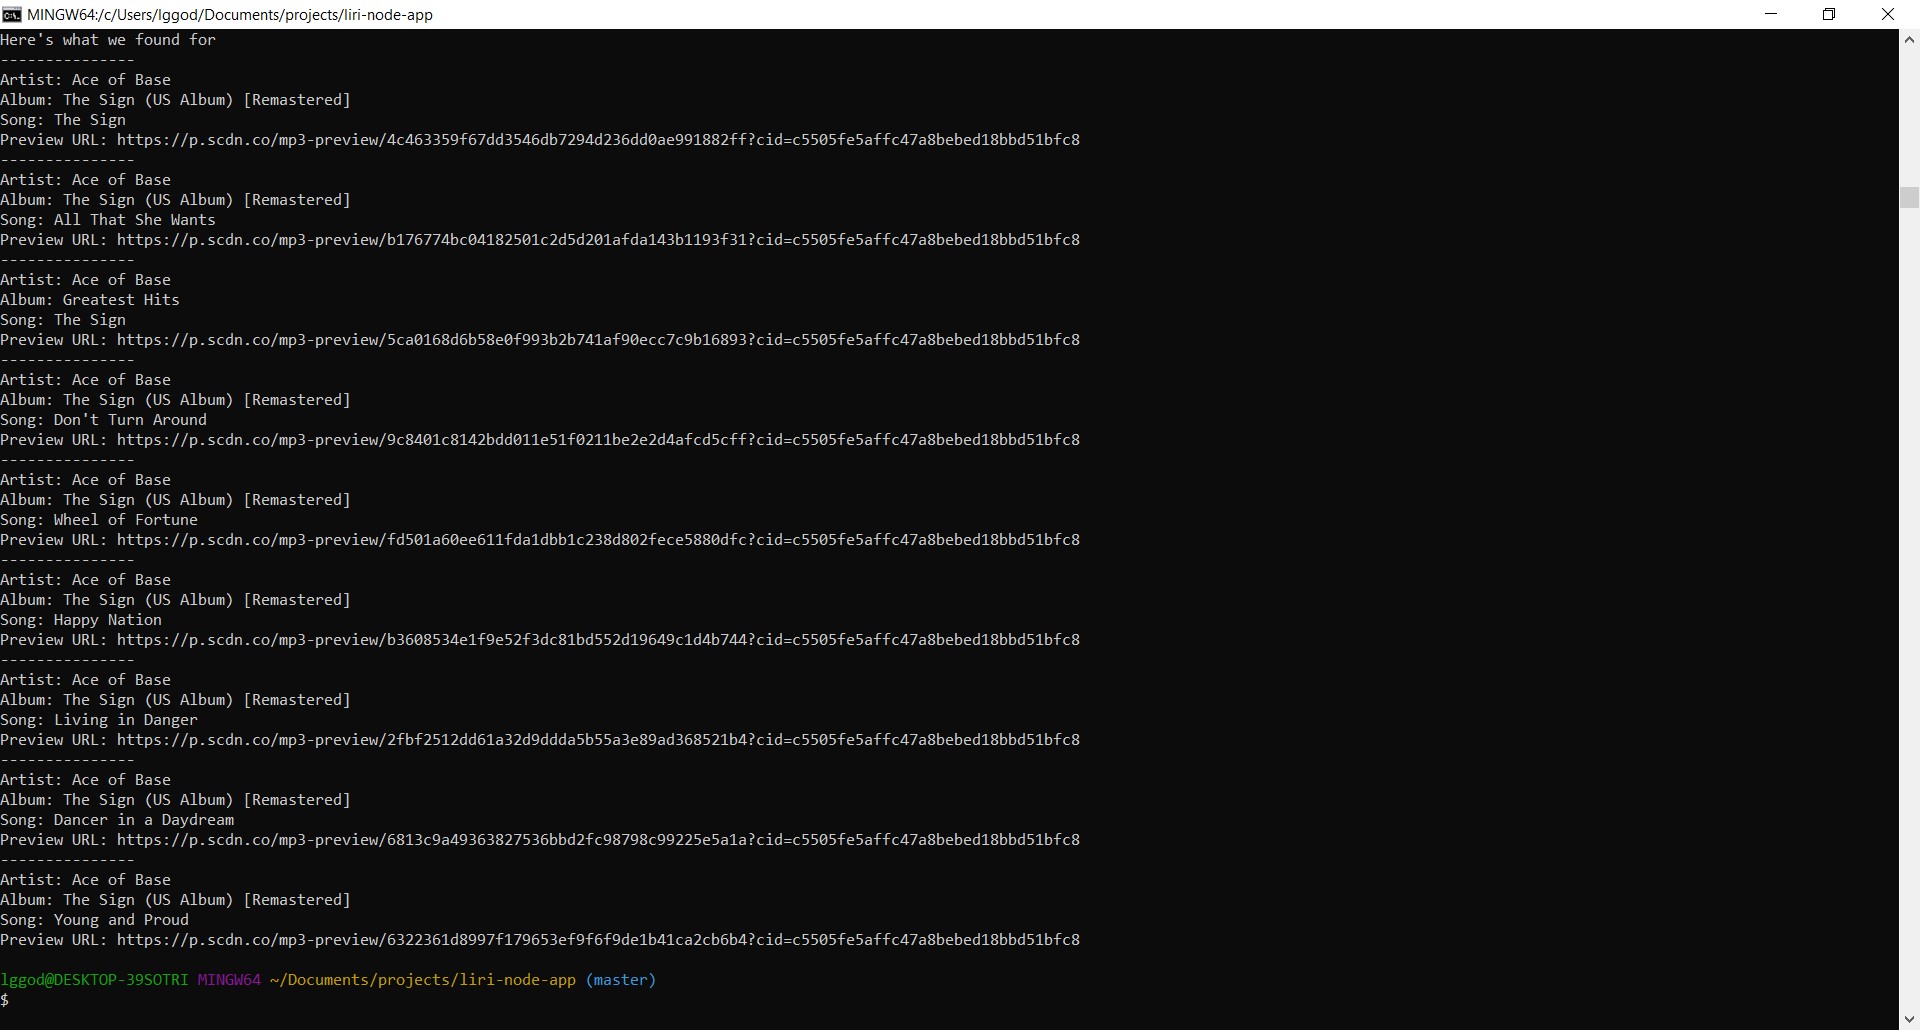 MINGW64:/c/Users/lggod/Documents/projects/liri-node-app
Here's what we found for
---------------
Artist: Ace of Base
Album: The Sign (US Album) [Remastered]
Song: The Sign
Preview URL: https://p.scdn.co/mp3-preview/4c463359f67dd3546db7294d236dd0ae991882ff?cid=c5505fe5affc47a8bebed18bbd51bfc8
---------------
Artist: Ace of Base
Album: The Sign (US Album) [Remastered]
Song: All That She Wants
Preview URL: https://p.scdn.co/mp3-preview/b176774bc04182501c2d5d201afda143b1193f31?cid=c5505fe5affc47a8bebed18bbd51bfc8
---------------
Artist: Ace of Base
Album: Greatest Hits
Song: The Sign
Preview URL: https://p.scdn.co/mp3-preview/5ca0168d6b58e0f993b2b741af90ecc7c9b16893?cid=c5505fe5affc47a8bebed18bbd51bfc8
---------------
Artist: Ace of Base
Album: The Sign (US Album) [Remastered]
Song: Don't Turn Around
Preview URL: https://p.scdn.co/mp3-preview/9c8401c8142bdd011e51f0211be2e2d4afcd5cff?cid=c5505fe5affc47a8bebed18bbd51bfc8
---------------
Artist: Ace of Base
Album: The Sign (US Album) [Remastered]
Song: Wheel of Fortune
Preview URL: https://p.scdn.co/mp3-preview/fd501a60ee611fda1dbb1c238d802fece5880dfc?cid=c5505fe5affc47a8bebed18bbd51bfc8
---------------
Artist: Ace of Base
Album: The Sign (US Album) [Remastered]
Song: Happy Nation
Preview URL: https://p.scdn.co/mp3-preview/b3608534e1f9e52f3dc81bd552d19649c1d4b744?cid=c5505fe5affc47a8bebed18bbd51bfc8
---------------
Artist: Ace of Base
Album: The Sign (US Album) [Remastered]
Song: Living in Danger
Preview URL: https://p.scdn.co/mp3-preview/2fbf2512dd61a32d9ddda5b55a3e89ad368521b4?cid=c5505fe5affc47a8bebed18bbd51bfc8
---------------
Artist: Ace of Base
Album: The Sign (US Album) [Remastered]
Song: Dancer in a Daydream
Preview URL: https://p.scdn.co/mp3-preview/6813c9a49363827536bbd2fc98798c99225e5a1a?cid=c5505fe5affc47a8bebed18bbd51bfc8
---------------
Artist: Ace of Base
Album: The Sign (US Album) [Remastered]
Song: Young and Proud
Preview URL: https://p.scdn.co/mp3-preview/6322361d8997f179653ef9f6f9de1b41ca2cb6b4?cid=c5505fe5affc47a8bebed18bbd51bfc8
lggod@DESKTOP-39SOTRI MINGW64 ~/Documents/projects/liri-node-app (master)
$